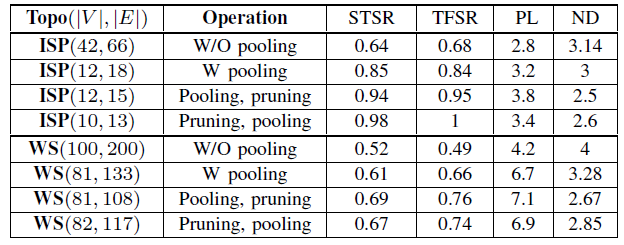 Topo(|V|, |E|) Operation STSR TFSR PL ND
ISP(42, 66) W/O pooling 0.64 0.68 2.8 3.14
ISP(12, 18) W pooling 0.85 0.84 3.2 3
ISP(12, 15) Pooling, pruning 0.94 0.95 3.8 2.5
ISP(10, 13) Pruning, pooling 0.98 1 3.4 2.6
WS(100, 200) W/O pooling 0.52 0.49 4.2 4
WS(81, 133) W pooling 0.61 0.66 6.7 3.28
WS(81, 108) Pooling, pruning 0.69 0.76 7.1 2.67
WS(82, 117) Pruning, pooling 0.67 0.74 6.9 2.85